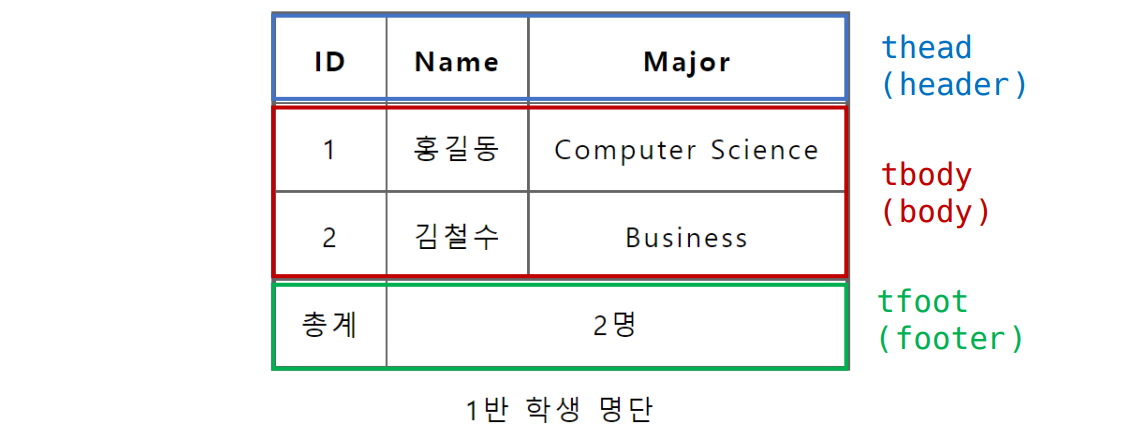 ID Name Major
thead
(header)
1 홍길동 Computer Science
tbody
(body)
2 김철수 Business
총계 2명
tfoot
(footer)
1반 학생 명단